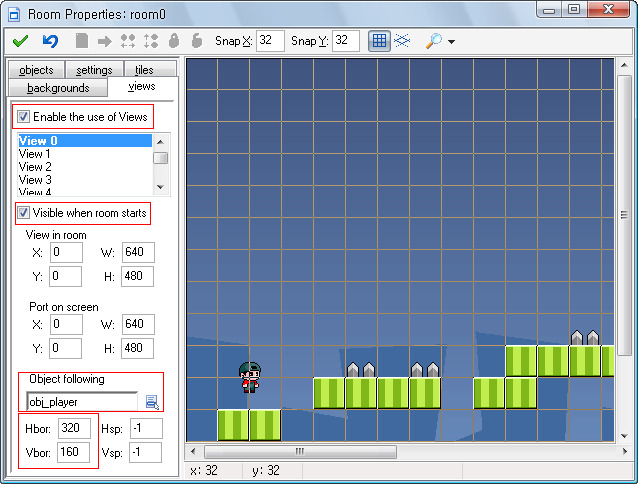 Room Properties: room0
Snap X: 32 Snap Y: 32
objects settings tiles
backgrounds views
Enable the use of Views
View 0
View 1
View 2
View 3
View 4
Visible when room starts
View in room
X: 0 W: 640
Y: 0 H: 480
Port on screen
X: 0 W: 640
Y: 0 H: 480
Object following
obj_player
Hbor: 320 Hsp: -1
Vbor: 160 Vsp: -1
x: 32 y: 32